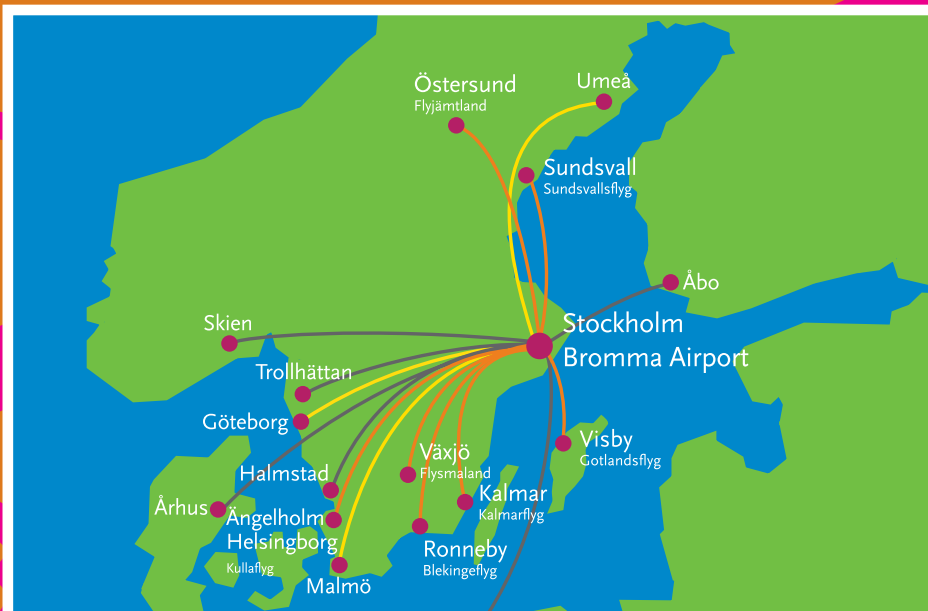 Östersund
Flyjämtland
Umeå
Sundsvall
Sundsvallsflyg
Åbo
Skien
Stockholm
Bromma Airport
Trollhättan
Göteborg
Växjö
Flysmaland
Visby
Gotlandsflyg
Halmstad
Kalmar
Kalmarflyg
Århus
Ängelholm
Helsingborg
Kullaflyg
Ronneby
Blekingeflyg
Malmö